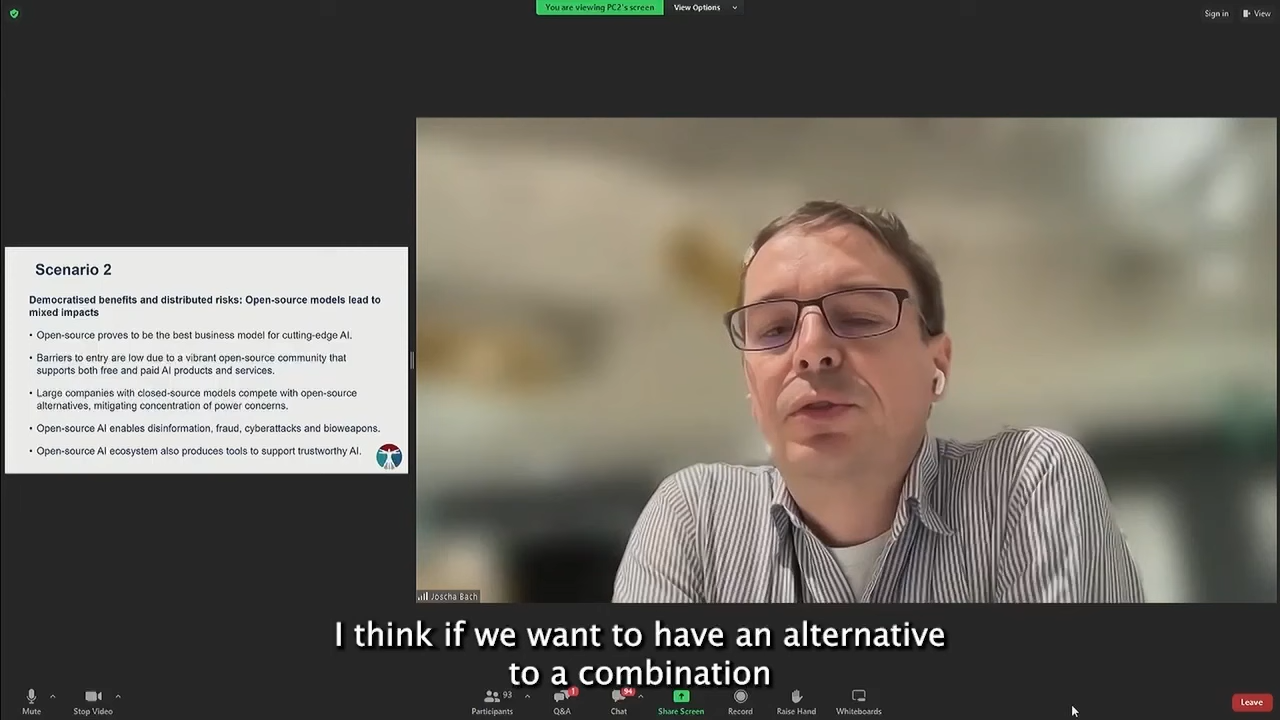 You are viewing PC2's screen
View Options
Sign in
View
Scenario 2
Democratised benefits and distributed risks: Open-source models lead to
mixed impacts
• Open-source proves to be the best business model for cutting-edge AI.
• Barriers to entry are low due to a vibrant open-source community that
supports both free and paid AI products and services.
• Large companies with closed-source models compete with open-source
alternatives, mitigating concentration of power concerns.
• Open-source AI enables disinformation, fraud, cyberattacks and bioweapons.
• Open-source AI ecosystem also produces tools to support trustworthy AI.
Joscha Bach
I think if we want to have an alternative
to a combination
Mute
Stop Video
Participants
93
Q&A
1
Chat
94
Share Screen
Record
Raise Hand
Whiteboards
Leave